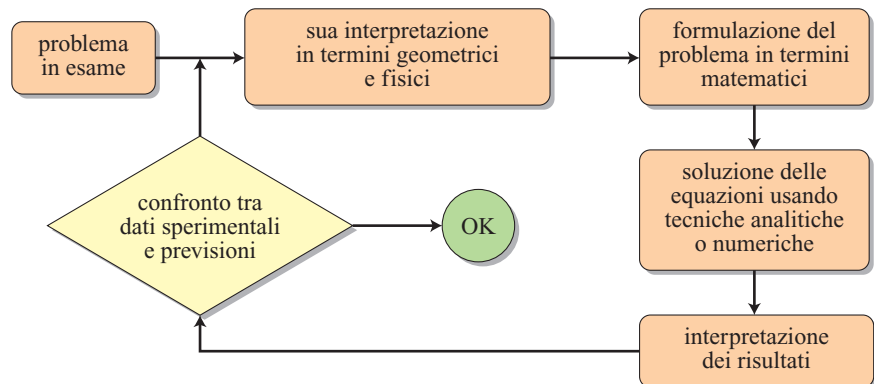 problema
in esame
sua interpretazione
in termini geometrici
e fisici
formulazione del
problema in termini
matematici
soluzione delle
equazioni usando
tecniche analitiche
o numeriche
interpretazione
dei risultati
confronto tra
dati sperimentali
e previsioni
OK